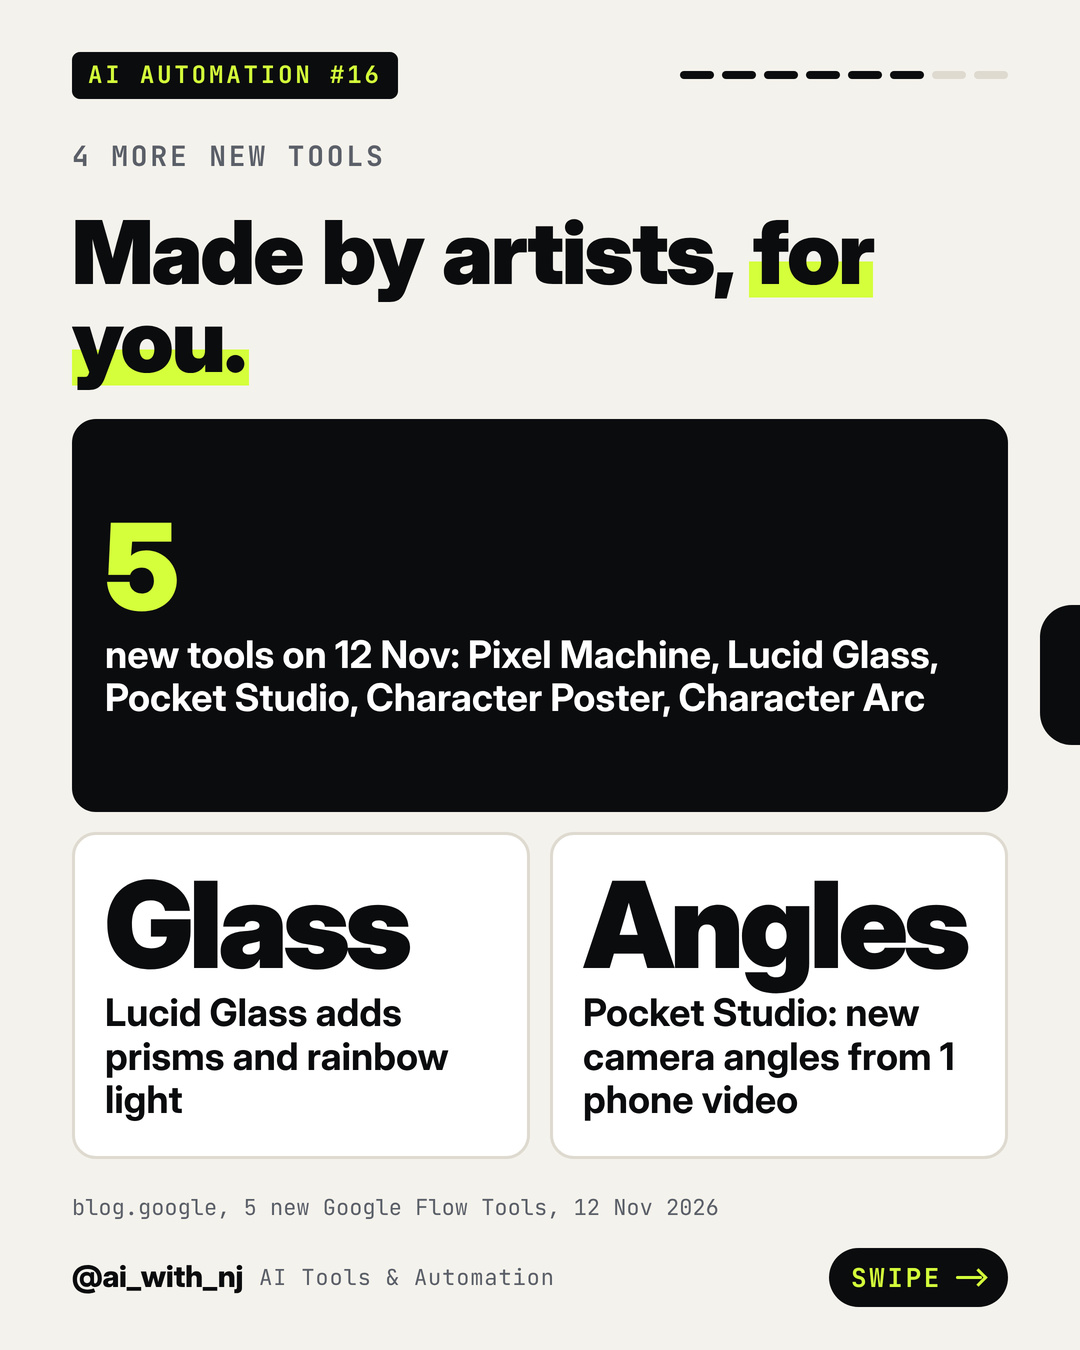 AI AUTOMATION #16
4 MORE NEW TOOLS
Made by artists, for
you.
5
new tools on 12 Nov: Pixel Machine, Lucid Glass,
Pocket Studio, Character Poster, Character Arc
Glass
Lucid Glass adds
prisms and rainbow
light
Angles
Pocket Studio: new
camera angles from 1
phone video
blog.google, 5 new Google Flow Tools, 12 Nov 2026
@ai_with_nj AI Tools & Automation
SWIPE →